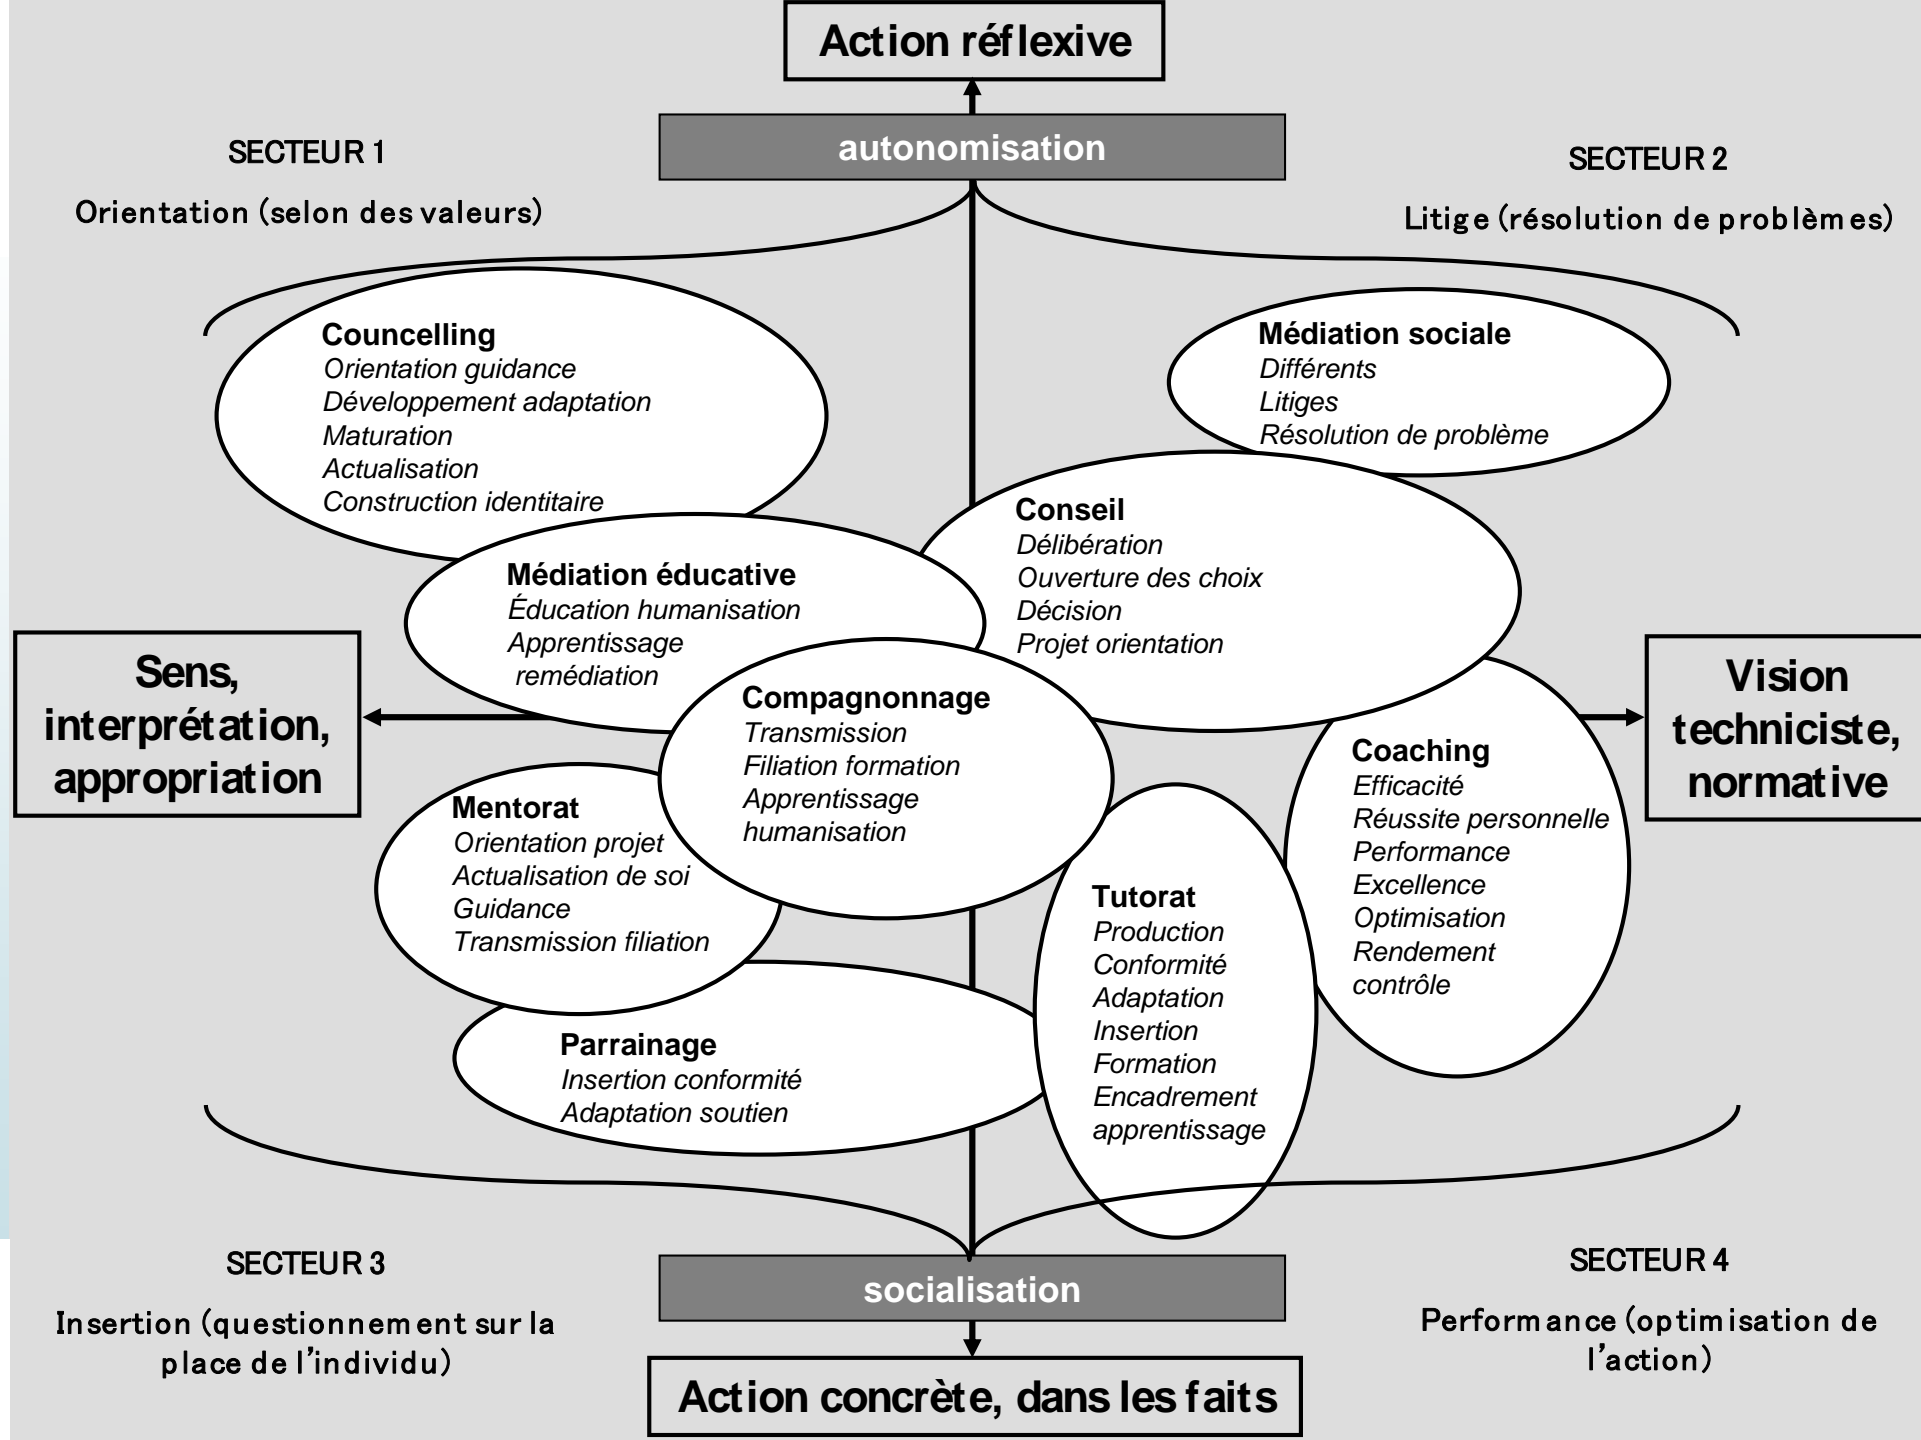 Action réflexive
autonomisation
SECTEUR 1
Orientation (selon des valeurs)
SECTEUR 2
Litige (résolution de problèmes)
Councelling
Orientation guidance
Développement adaptation
Maturation
Actualisation
Construction identitaire
Médiation sociale
Différents
Litiges
Résolution de problème
Conseil
Délibération
Ouverture des choix
Décision
Projet orientation
Médiation éducative
Éducation humanisation
Apprentissage
remédiation
Sens,
interprétation,
appropriation
Compagnonnage
Transmission
Filiation formation
Apprentissage
humanisation
Vision
techniciste,
normative
Coaching
Efficacité
Réussite personnelle
Performance
Excellence
Optimisation
Rendement
contrôle
Mentorat
Orientation projet
Actualisation de soi
Guidance
Transmission filiation
Tutorat
Production
Conformité
Adaptation
Insertion
Formation
Encadrement
apprentissage
Parrainage
Insertion conformité
Adaptation soutien
SECTEUR 3
Insertion (questionnement sur la
place de l'individu)
socialisation
SECTEUR 4
Performance (optimisation de
l'action)
Action concrète, dans les faits